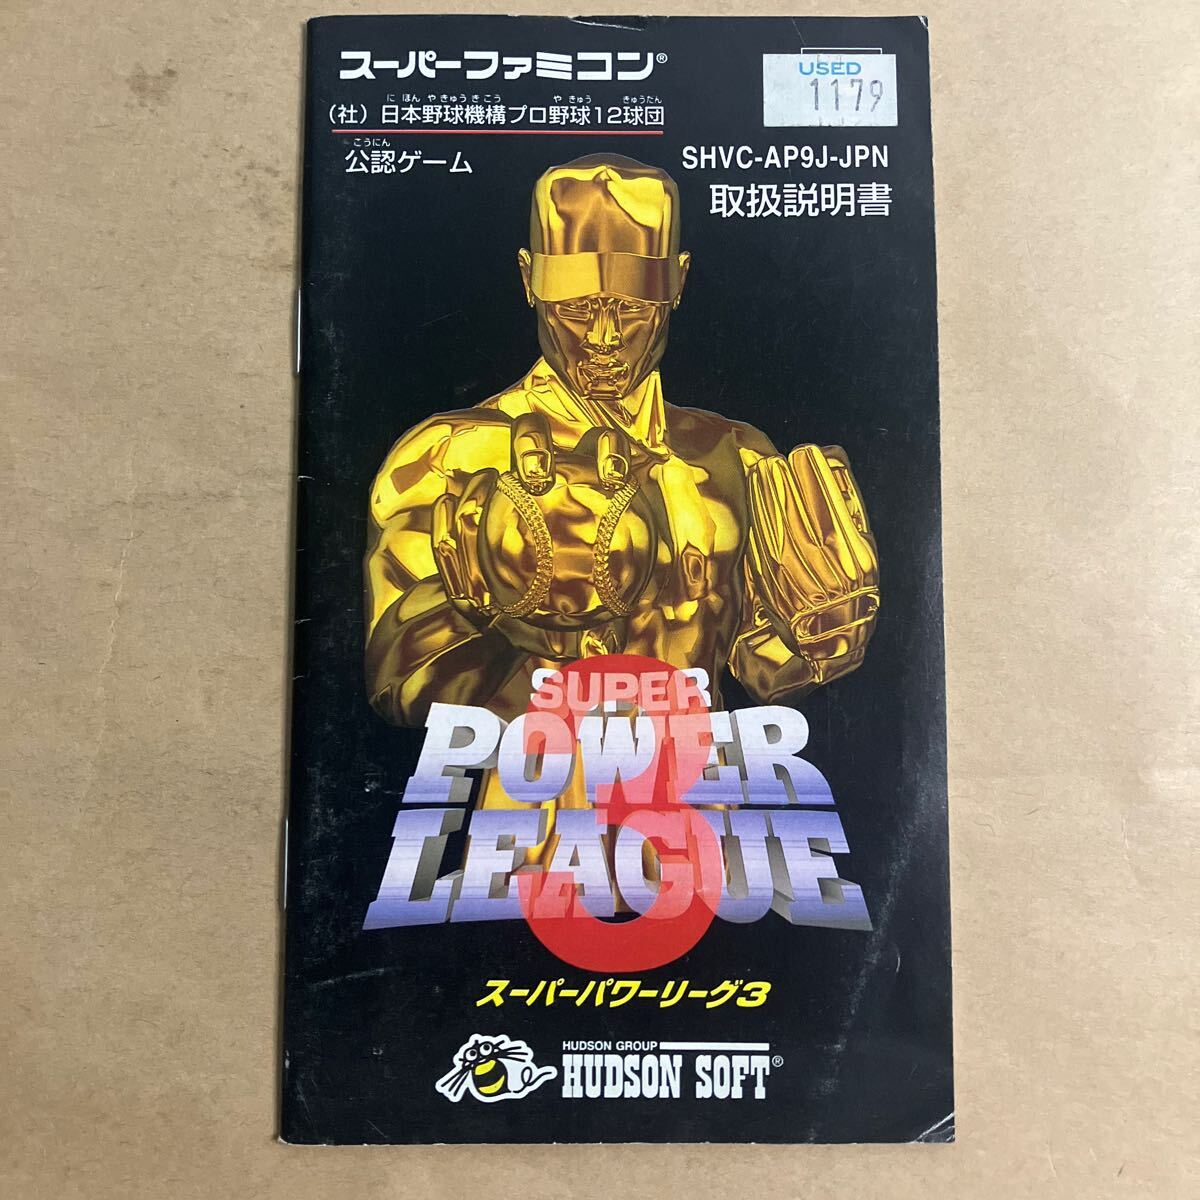 スーパーファミコン®
(社)日本野球機構プロ野球12球団
にほんやきゅうきこう やきゅう きゅうだん
公認ゲーム
こうにん
USED
1179
SHVC-AP9J-JPN
取扱説明書
SUPER
POWER
LEAGUE
3
スーパーパワーリーグ3
HUDSON GROUP
HUDSON SOFT®